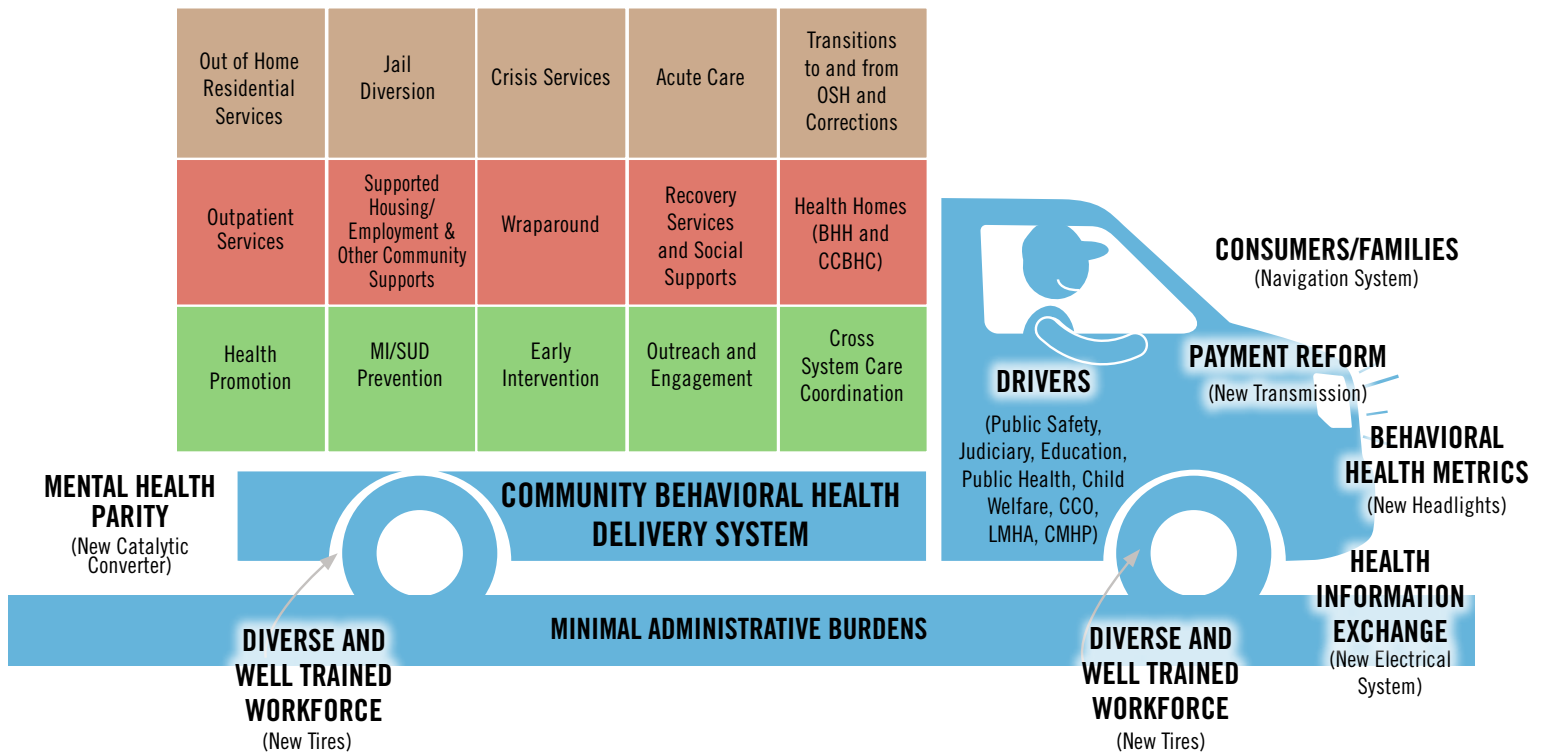 Out of Home
Residential
Services
Jail
Diversion
Crisis Services
Acute Care
Transitions
to and from
OSH and
Corrections
Outpatient
Services
Supported
Housing/
Employment &
Other Community
Supports
Wraparound
Recovery
Services
and Social
Supports
Health Homes
(BHH and
CCBHC)
Health
Promotion
MI/SUD
Prevention
Early
Intervention
Outreach and
Engagement
Cross
System Care
Coordination
CONSUMERS/FAMILIES
(Navigation System)
PAYMENT REFORM
(New Transmission)
DRIVERS
(Public Safety,
Judiciary, Education,
Public Health, Child
Welfare, CCO,
LMHA, CMHP)
BEHAVIORAL
HEALTH METRICS
(New Headlights)
MENTAL HEALTH
PARITY
(New Catalytic
Converter)
COMMUNITY BEHAVIORAL HEALTH
DELIVERY SYSTEM
HEALTH
INFORMATION
EXCHANGE
(New Electrical
System)
MINIMAL ADMINISTRATIVE BURDENS
DIVERSE AND
WELL TRAINED
WORKFORCE
(New Tires)
DIVERSE AND
WELL TRAINED
WORKFORCE
(New Tires)